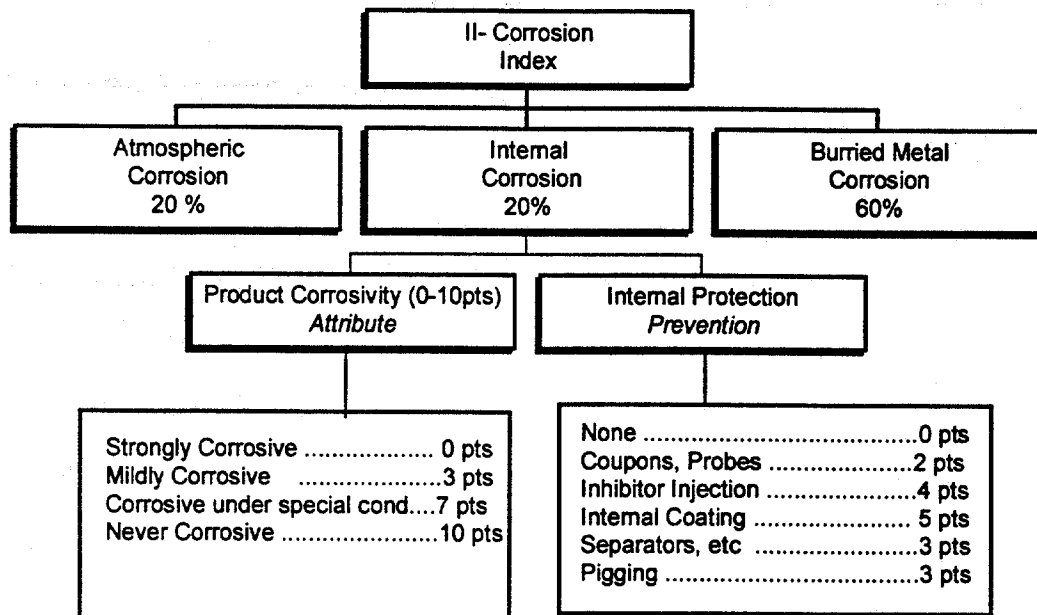 II- Corrosion
Index
Atmospheric
Corrosion
20 %
Internal
Corrosion
20%
Burried Metal
Corrosion
60%
Product Corrosivity (0-10pts)
Attribute
Internal Protection
Prevention
Strongly Corrosive .................. 0 pts
Mildly Corrosive 3 pts
Corrosive under special cond....7 pts
Never Corrosive ......................10 pts
None ........................................0 pts
Coupons, Probes .....................2 pts
Inhibitor Injection .....................4 pts
Internal Coating ....................... 5 pts
Separators, etc ........................3 pts
Pigging .....................................3 pts